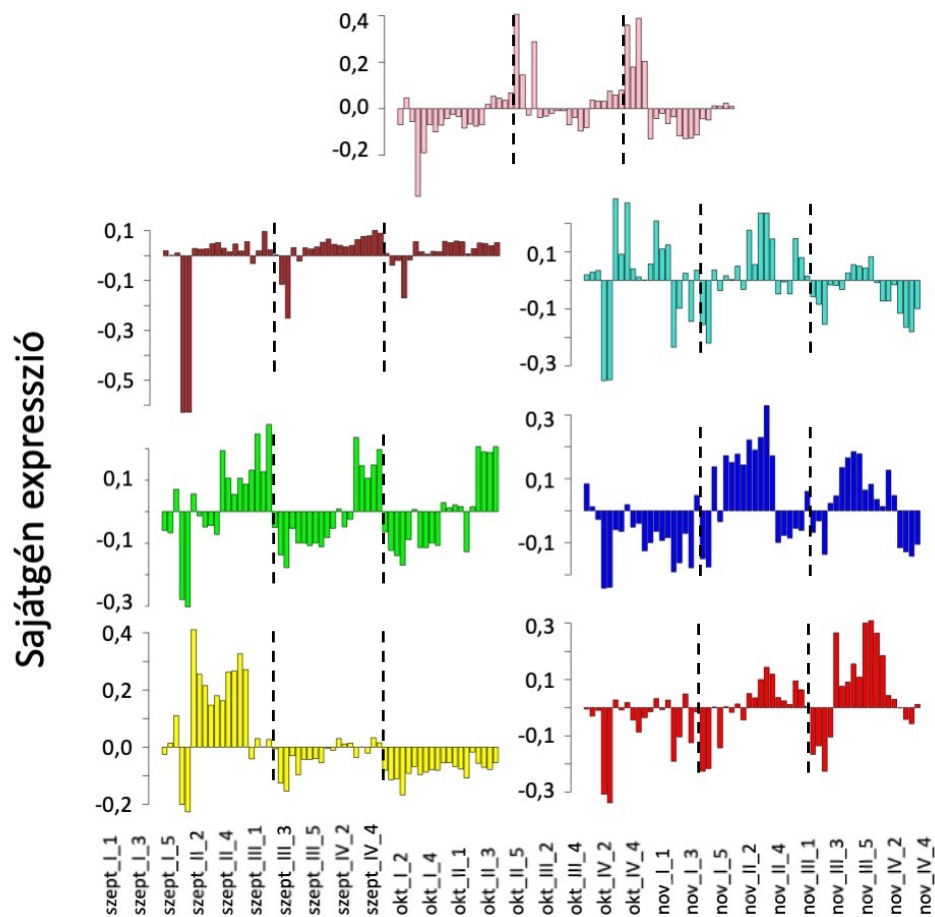 0,4
0,2
0,0
-0,2
Sajátgén expresszió
0,1
-0,1
-0,3
-0,5
0,1
-0,1
-0,3
0,1
-0,1
-0,3
0,3
0,1
-0,1
0,4
0,2
0,0
-0,2
0,3
0,1
-0,1
-0,3
szept_I_1
szept_I_3
szept_I_5
szept_II_2
szept_II_4
szept_III_1
szept_III_3
szept_III_5
szept_IV_2
szept_IV_4
okt_I_2
okt_I_4
okt_II_1
okt_II_3
okt_II_5
okt_III_2
okt_III_4
okt_IV_2
okt_IV_4
nov_I_1
nov_I_3
nov_I_5
nov_II_2
nov_II_4
nov_III_1
nov_III_3
nov_III_5
nov_IV_2
nov_IV_4